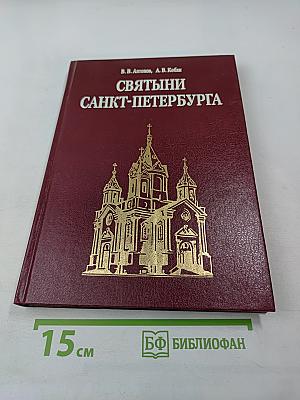 В. В. Антонов, А. В. Кобак
СВЯТЫНИ
САНКТ-ПЕТЕРБУРГА
15 см
БФ БИБЛИОФАН